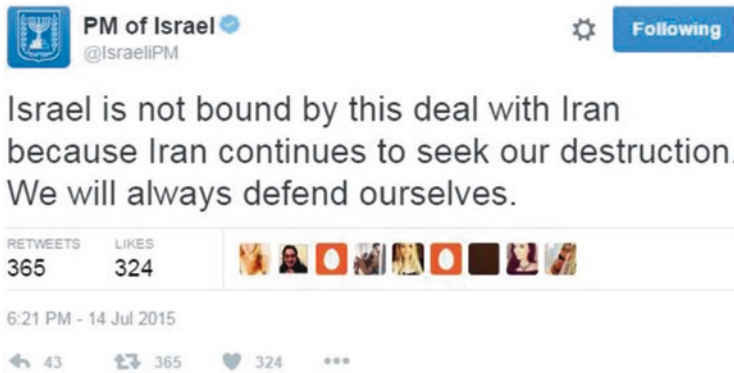 PM of Israel
@IsraeliPM
Following
Israel is not bound by this deal with Iran
because Iran continues to seek our destruction.
We will always defend ourselves.
RETWEETS LIKES
365 324
6:21 PM - 14 Jul 2015
43 365 324